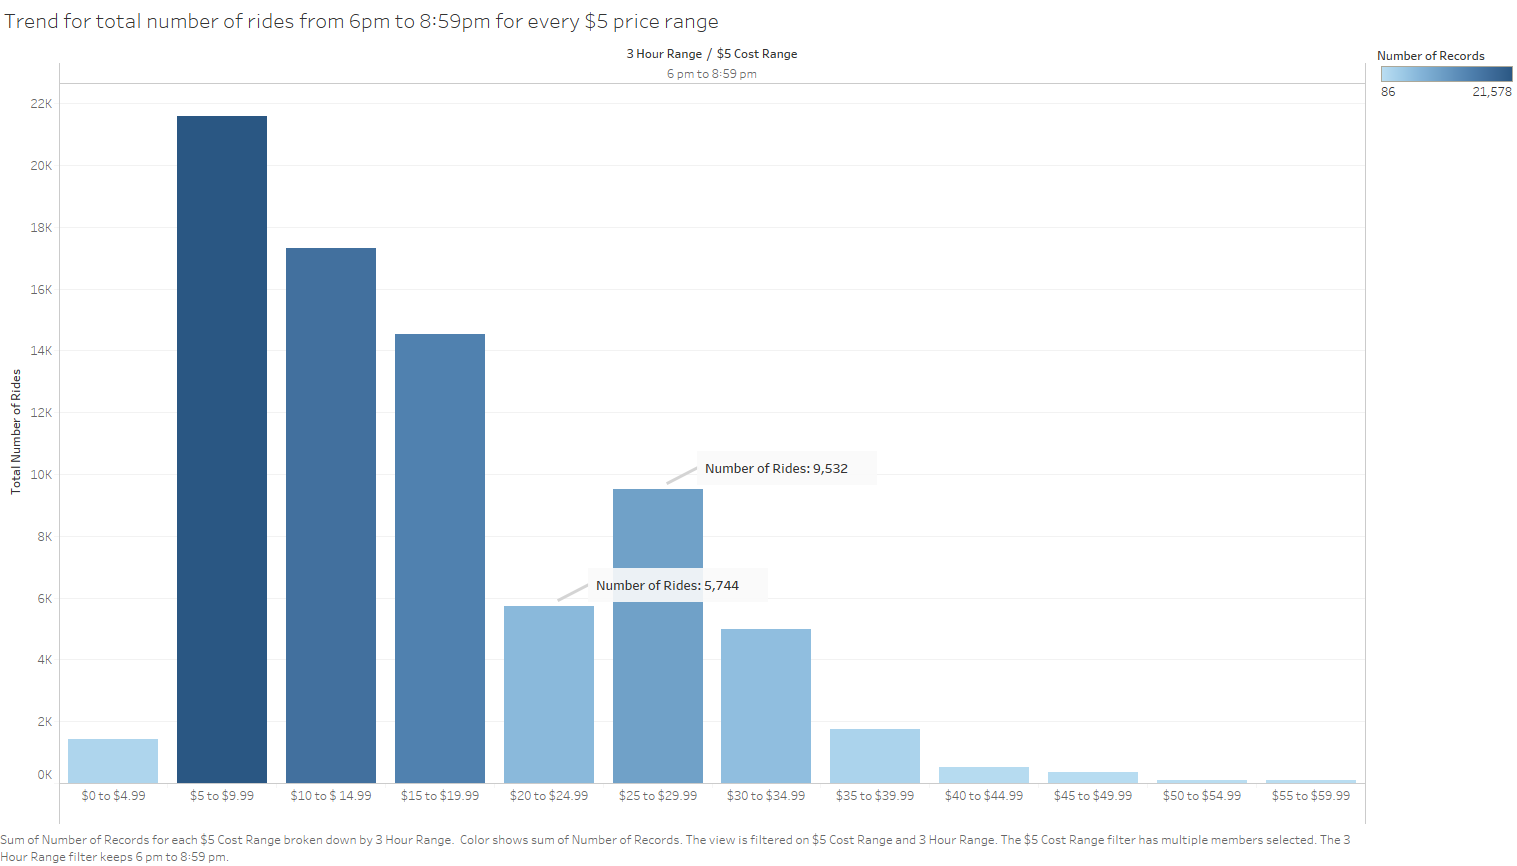 Trend for total number of rides from 6pm to 8:59pm for every $5 price range
3 Hour Range / $5 Cost Range
6 pm to 8:59 pm
Number of Records
86 21,578
Total Number of Rides
22K
20K
18K
16K
14K
12K
10K
8K
6K
4K
2K
0K
Number of Rides: 9,532
Number of Rides: 5,744
$0 to $4.99 $5 to $9.99 $10 to $ 14.99 $15 to $19.99 $20 to $24.99 $25 to $29.99 $30 to $34.99 $35 to $39.99 $40 to $44.99 $45 to $49.99 $50 to $54.99 $55 to $59.99
Sum of Number of Records for each $5 Cost Range broken down by 3 Hour Range. Color shows sum of Number of Records. The view is filtered on $5 Cost Range and 3 Hour Range. The $5 Cost Range filter has multiple members selected. The 3
Hour Range filter keeps 6 pm to 8:59 pm.